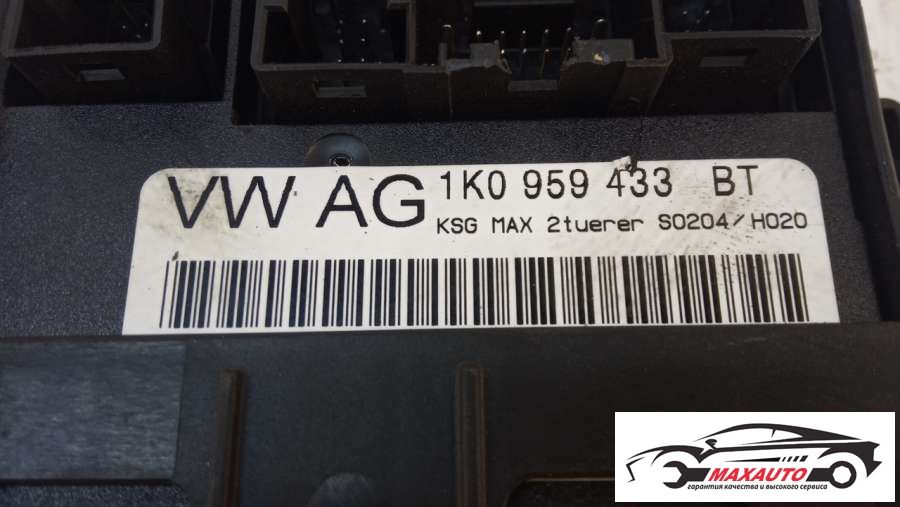 VW AG 1K0 959 433 BT
KSG MAX 2tuerer S0204/H020
MAXAUTO
гарантия качества и высокого сервиса